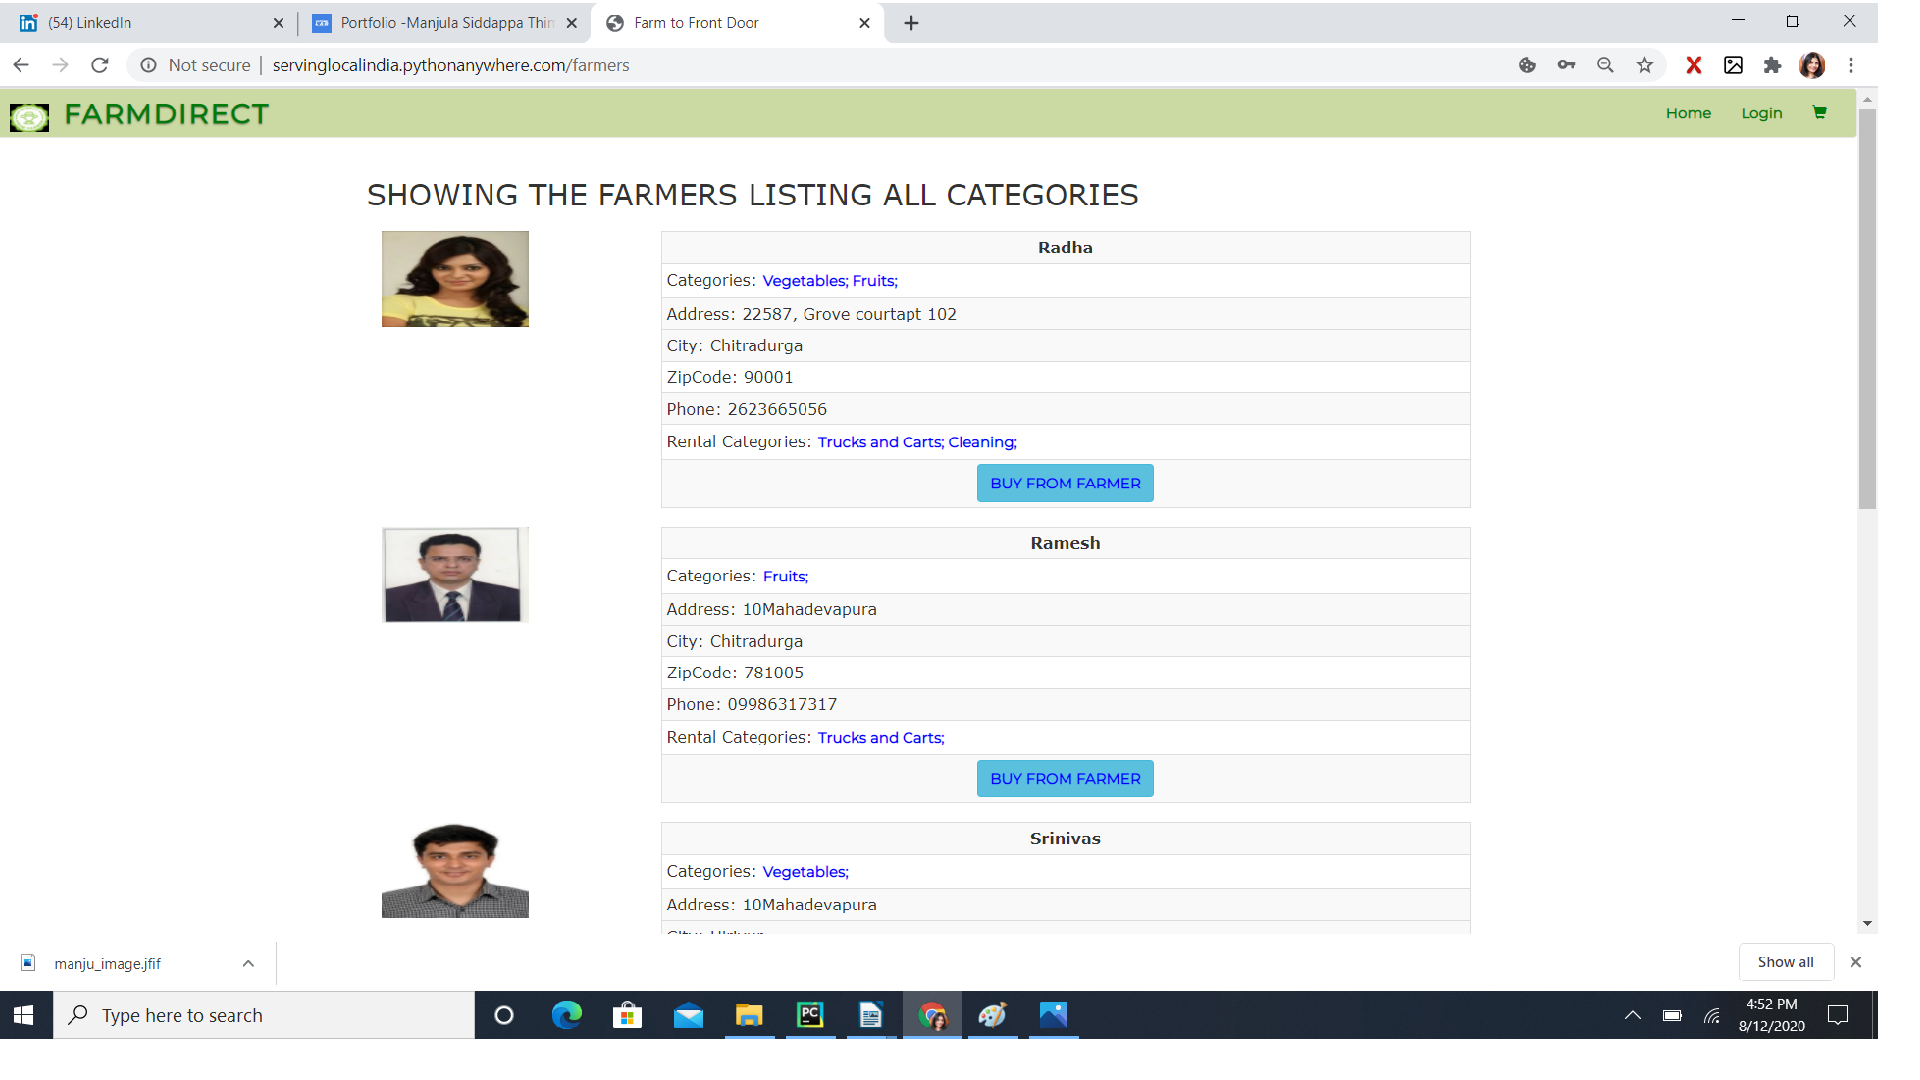 (54) LinkedIn
Portfolio -Manjula Siddappa Thin
Farm to Front Door
Not secure
servinglocalindia.pythonanywhere.com/farmers
FARMDIRECT
Home
Login
SHOWING THE FARMERS LISTING ALL CATEGORIES
Radha
Categories: Vegetables; Fruits;
Address: 22587, Grove courtapt 102
City: Chitradurga
ZipCode: 90001
Phone: 2623665056
Rental Categories: Trucks and Carts; Cleaning;
BUY FROM FARMER
Ramesh
Categories: Fruits;
Address: 10Mahadevapura
City: Chitradurga
ZipCode: 781005
Phone: 09986317317
Rental Categories: Trucks and Carts;
BUY FROM FARMER
Srinivas
Categories: Vegetables;
Address: 10Mahadevapura
City:
manju_image.jfif
Show all
Type here to search
PC
4:52 PM
8/12/2020